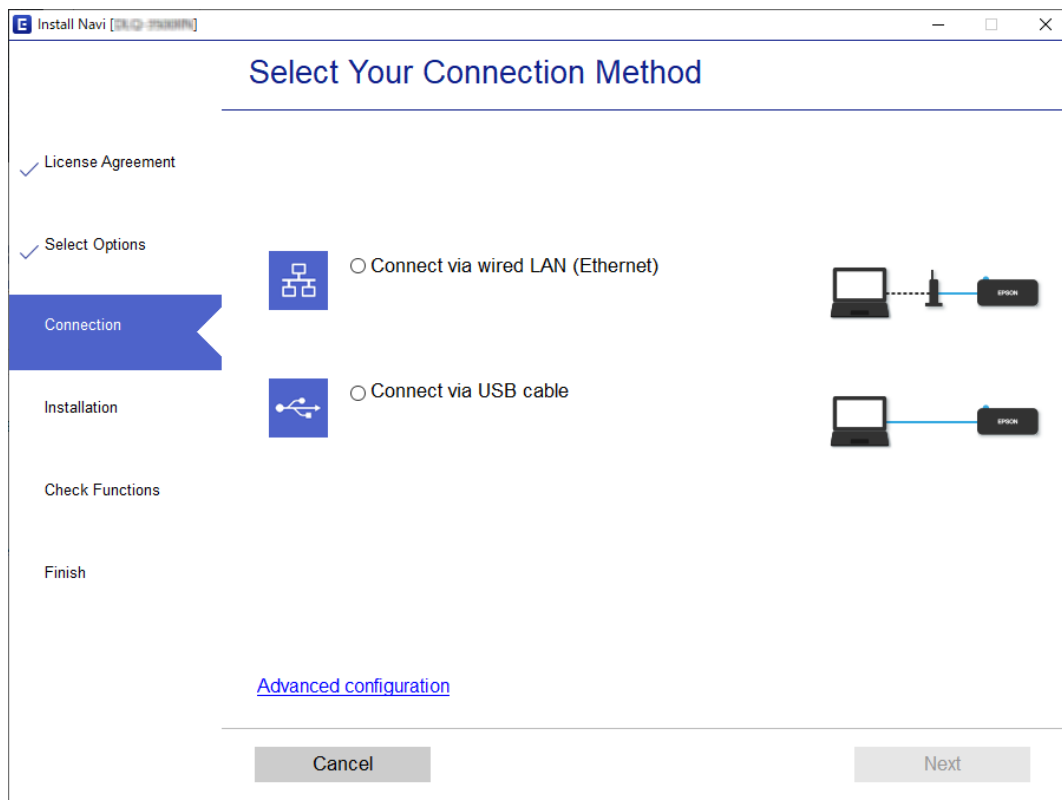 Install Navi [
]
Select Your Connection Method
License Agreement
Select Options
Connection
Installation
Check Functions
Finish
Connect via wired LAN (Ethernet)
EPSON
Connect via USB cable
EPSON
Advanced configuration
Cancel
Next